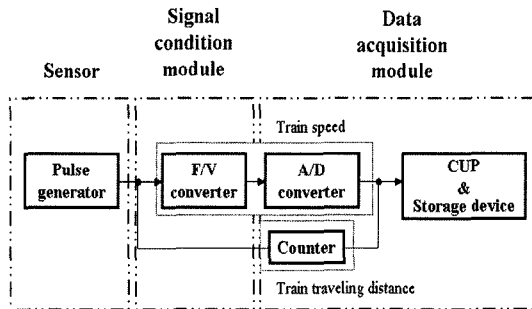 Signal
condition
module
Data
acquisition
module
Sensor
Train speed
Pulse
generator
F/V
converter
A/D
converter
CUP
&
Storage device
Counter
Train traveling distance